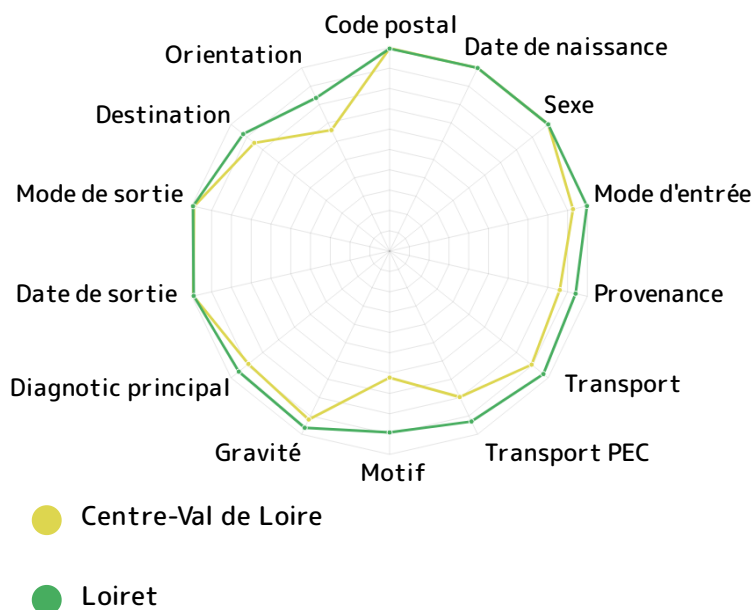 Code postal
Date de naissance
Orientation
Sexe
Destination
Mode d'entrée
Mode de sortie
Provenance
Date de sortie
Transport
Diagnotic principal
Transport PEC
Gravité
Motif
Centre-Val de Loire
Loiret